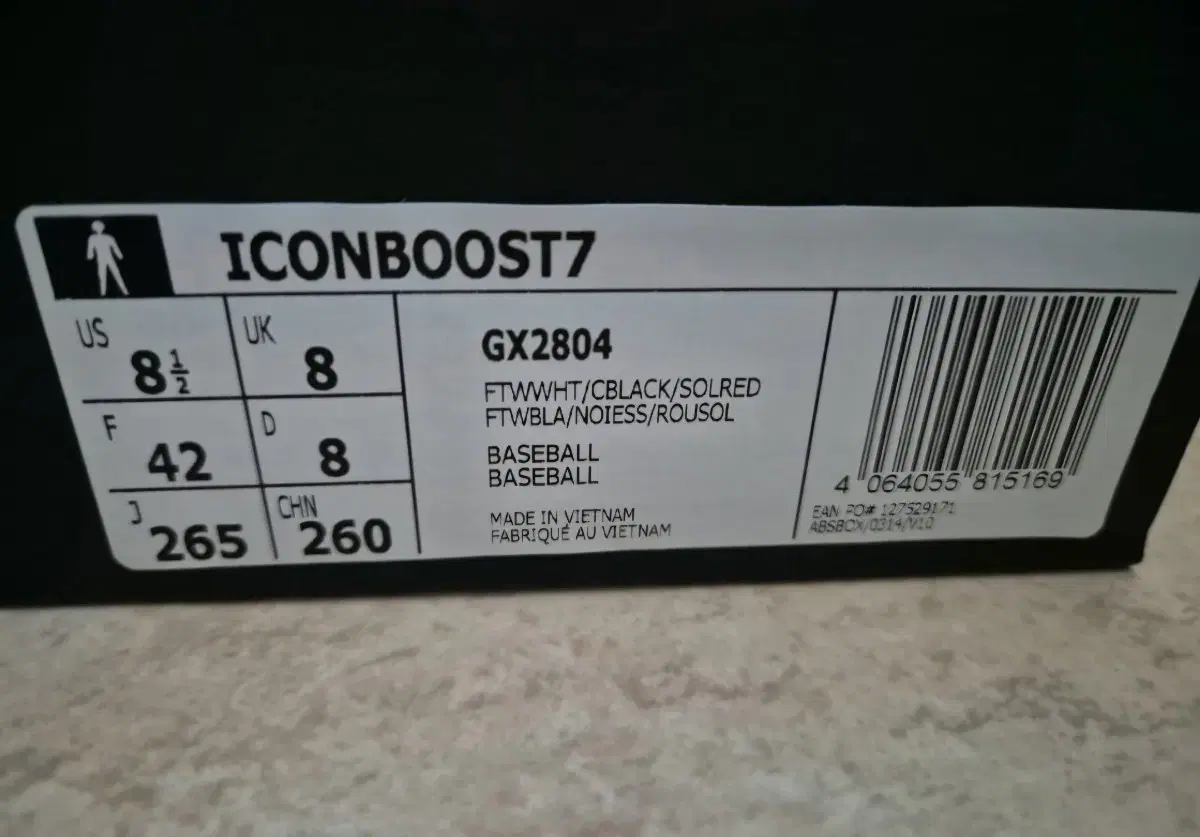 ICONBOOST7
US 8½ UK 8
F 42 D 8
J 265 CHN 260
GX2804
FTWWHT/CBLACK/SOLRED
FTWBLA/NOIESS/ROUSOL
BASEBALL
BASEBALL
MADE IN VIETNAM
FABRIQUÉ AU VIETNAM
4 064055 815169
EAN PO# 127529171
ABSBOX/0314/V10